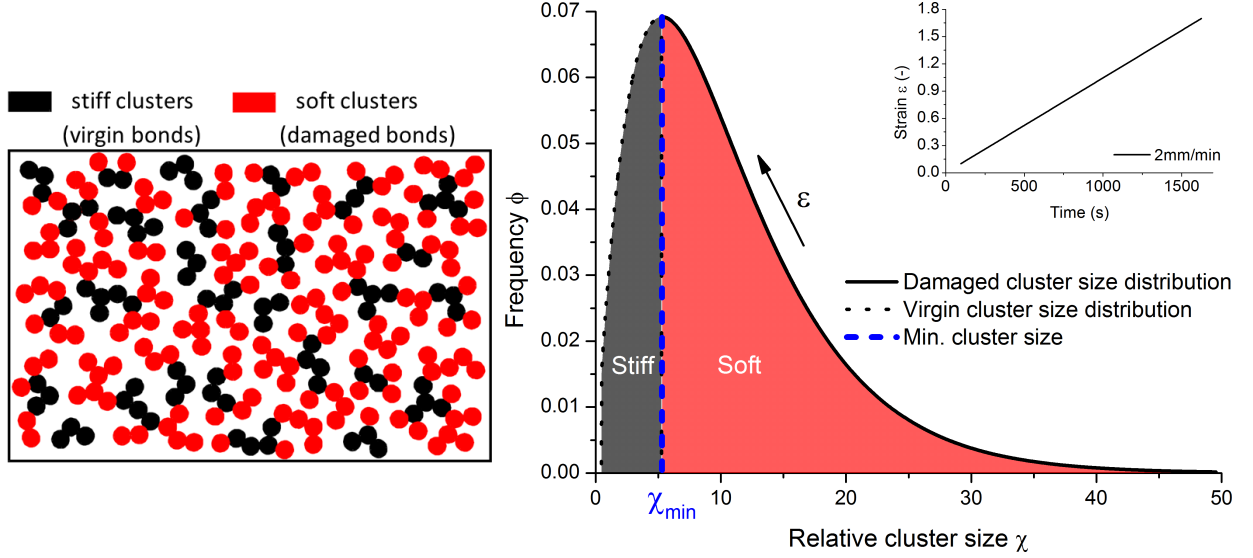 stiff clusters
(virgin bonds)
soft clusters
(damaged bonds)
0.07
0.06
0.05
0.04
0.03
0.02
0.01
0.00
Frequency ϕ
0
10
20
30
40
50
χmin
Relative cluster size χ
Stiff
Soft
ε
Damaged cluster size distribution
Virgin cluster size distribution
Min. cluster size
1.8
1.5
1.2
0.9
0.6
0.3
0.0
Strain ε (-)
0
500
1000
1500
Time (s)
2mm/min